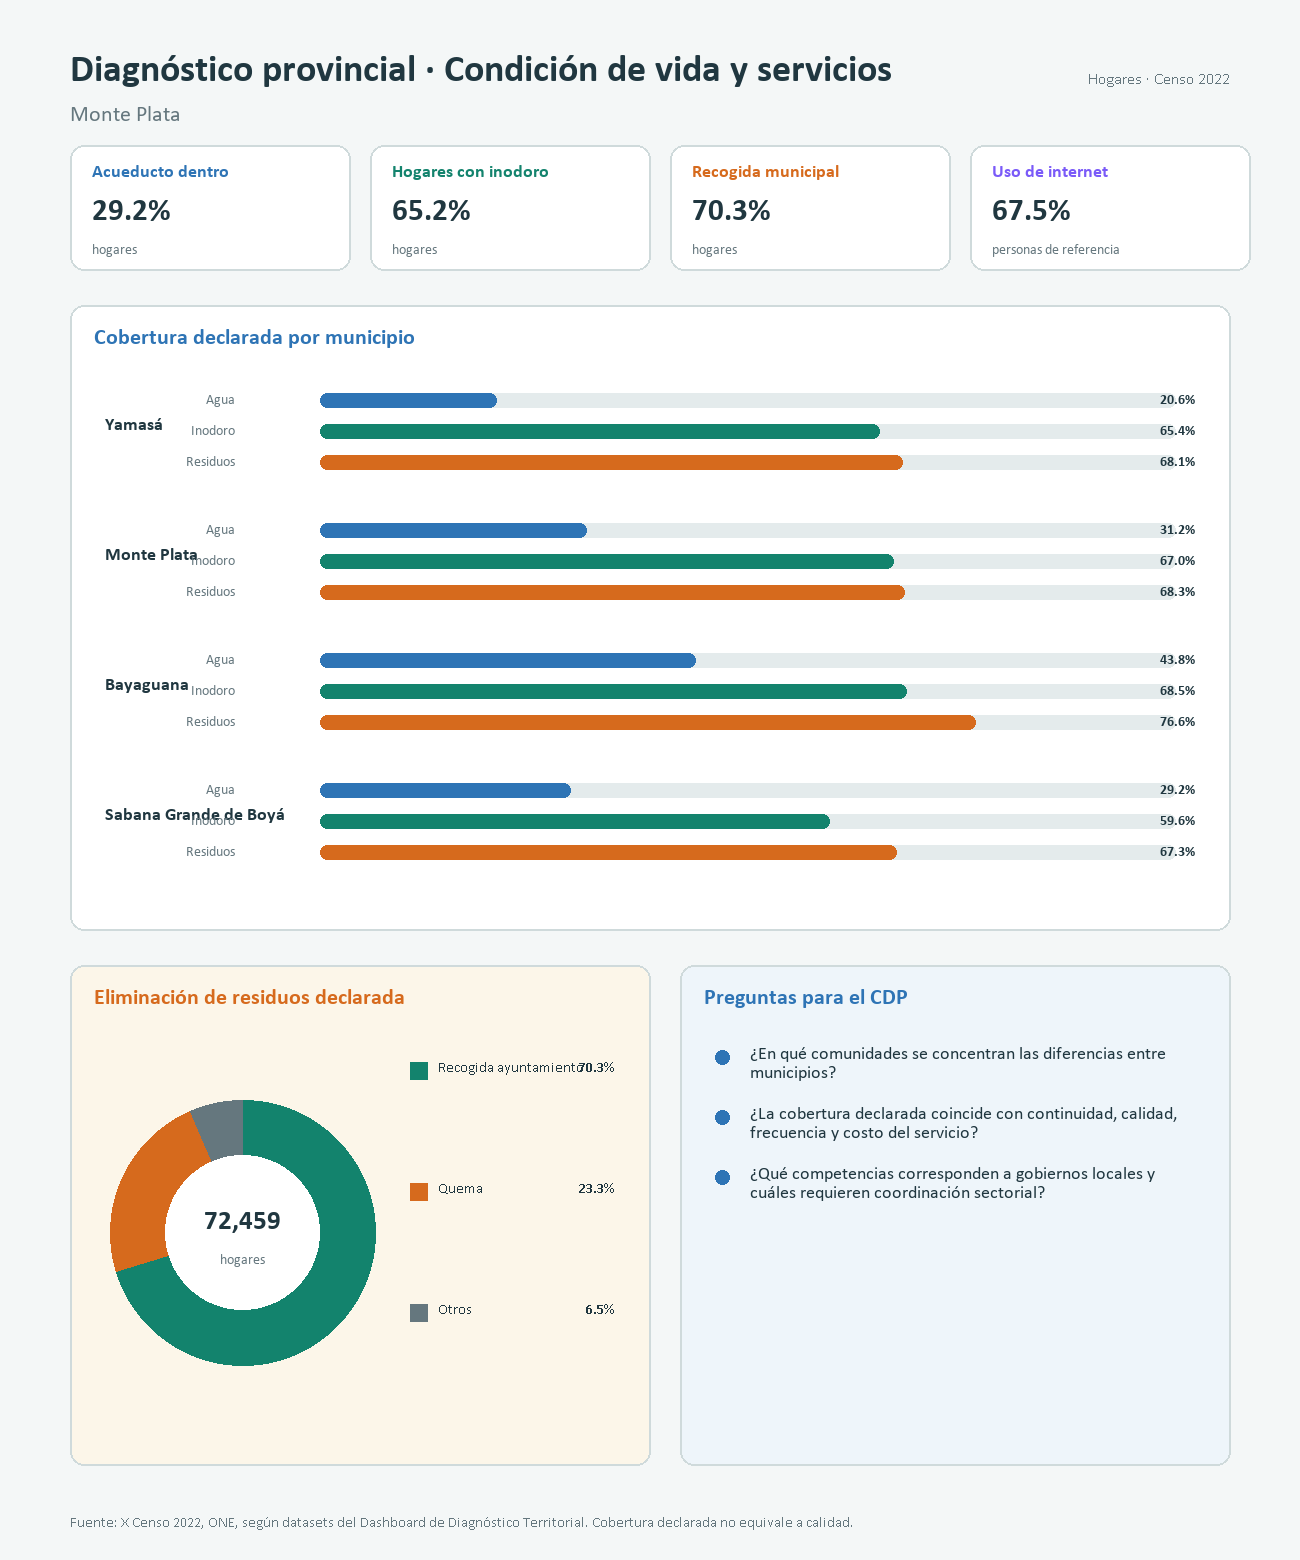 Diagnóstico provincial · Condición de vida y servicios
Hogares · Censo 2022
Monte Plata
Acueducto dentro
29.2%
hogares
Hogares con inodoro
65.2%
hogares
Recogida municipal
70.3%
hogares
Uso de internet
67.5%
personas de referencia
Cobertura declarada por municipio
Yamasá
Agua 20.6%
Inodoro 65.4%
Residuos 68.1%
Monte Plata
Agua 31.2%
Inodoro 67.0%
Residuos 68.3%
Bayaguana
Agua 43.8%
Inodoro 68.5%
Residuos 76.6%
Sabana Grande de Boyá
Agua 29.2%
Inodoro 59.6%
Residuos 67.3%
Eliminación de residuos declarada
Recogida ayuntamiento 70.3%
Quema 23.3%
Otros 6.5%
72,459
hogares
Preguntas para el CDP
¿En qué comunidades se concentran las diferencias entre
municipios?
¿La cobertura declarada coincide con continuidad, calidad,
frecuencia y costo del servicio?
¿Qué competencias corresponden a gobiernos locales y
cuáles requieren coordinación sectorial?
Fuente: X Censo 2022, ONE, según datasets del Dashboard de Diagnóstico Territorial. Cobertura declarada no equivale a calidad.